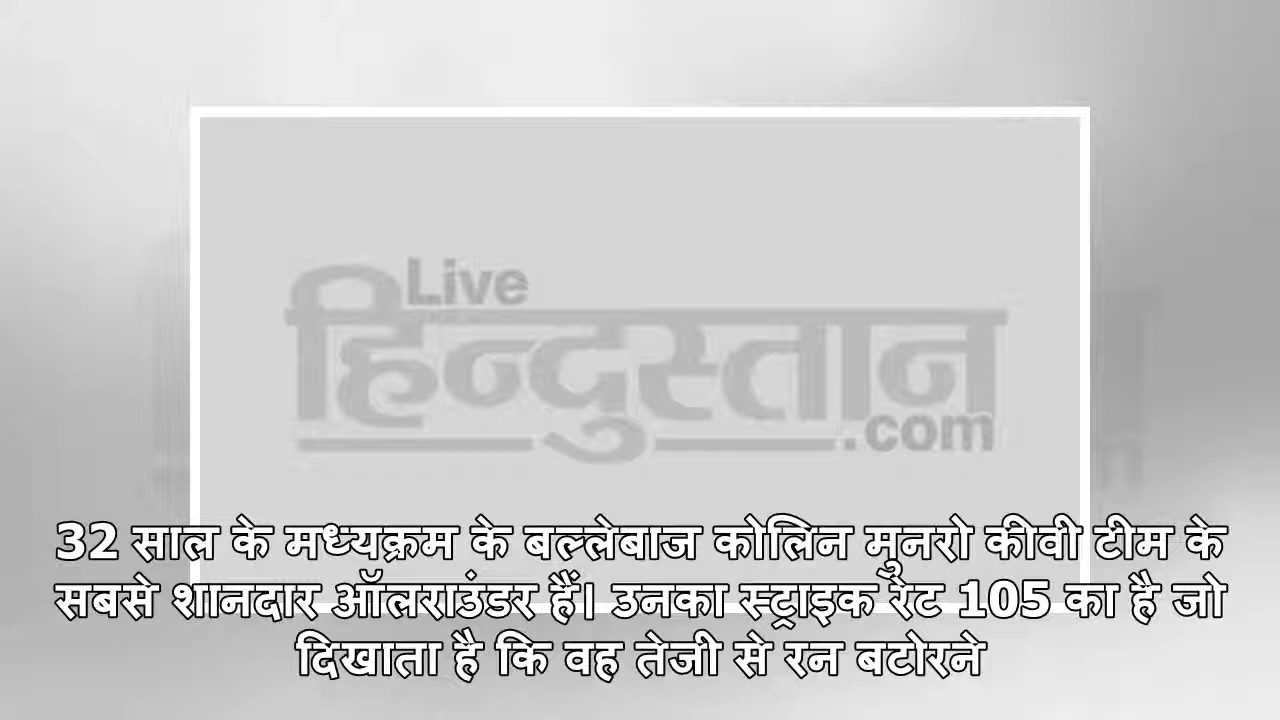 Live
हिन्दुस्तान
.com
32 साल के मध्यक्रम के बल्लेबाज कोलिन मुनरो कीवी टीम के
सबसे शानदार ऑलराउंडर हैं। उनका स्ट्राइक रेट 105 का है जो
दिखाता है कि वह तेजी से रन बटोरने